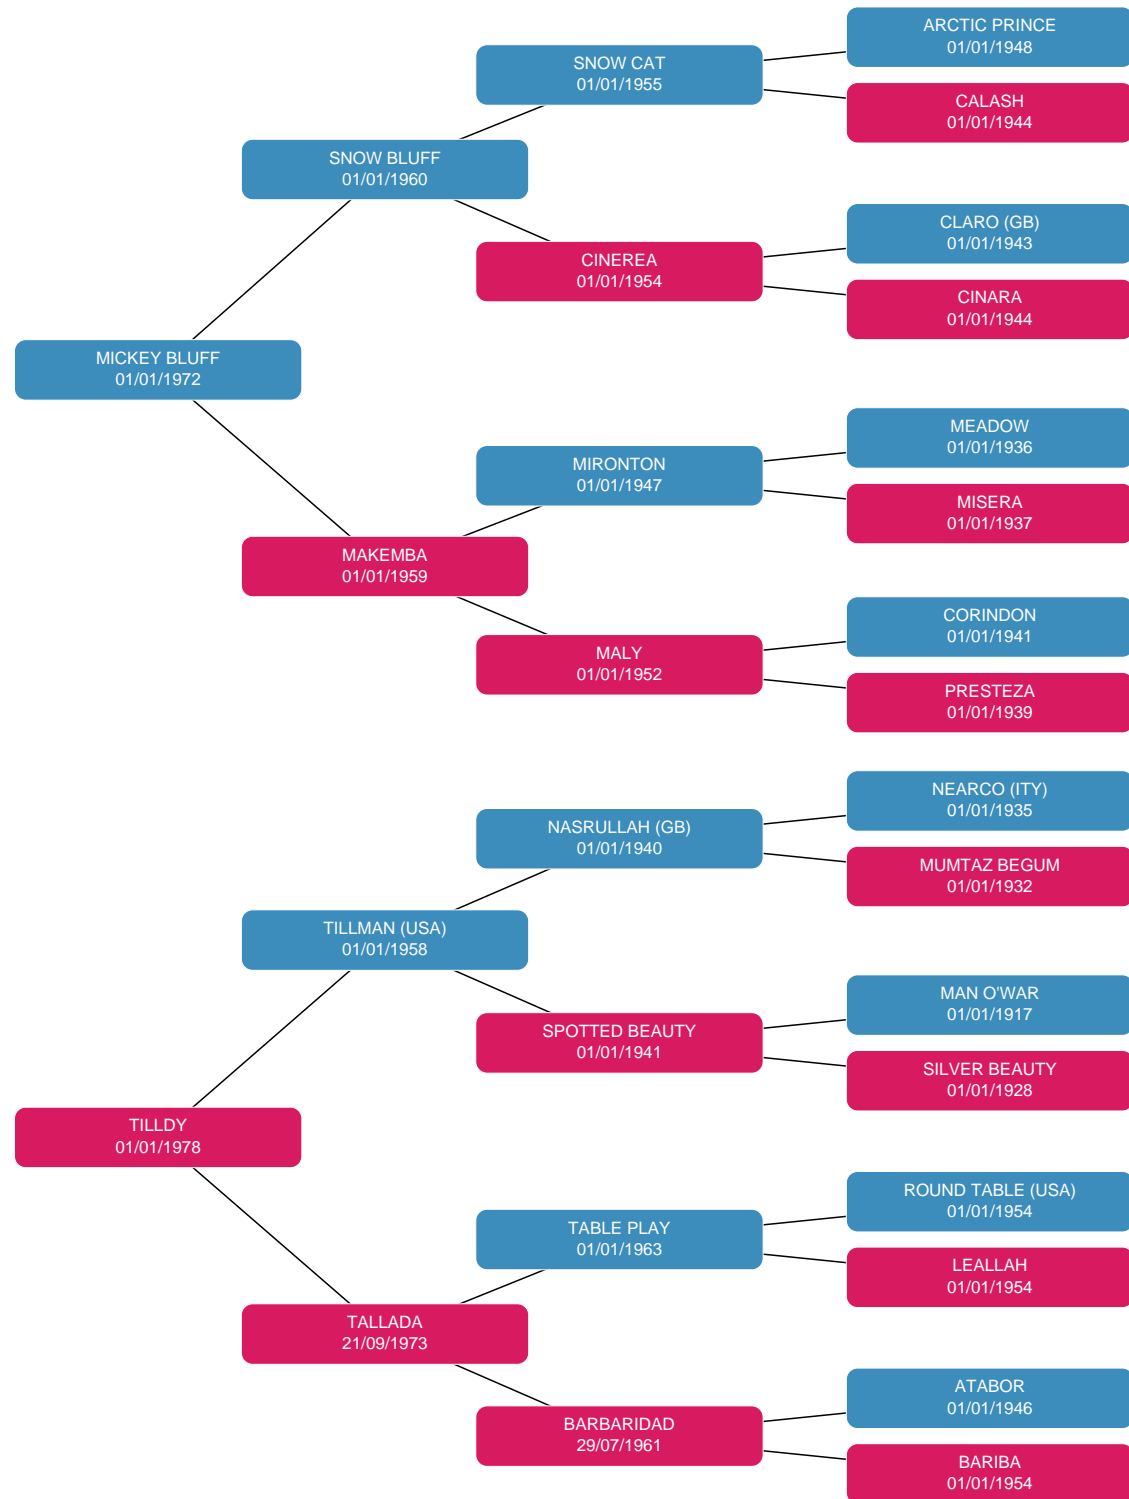 ARCTIC PRINCE
01/01/1948
SNOW CAT
01/01/1955
CALASH
01/01/1944
SNOW BLUFF
01/01/1960
CLARO (GB)
01/01/1943
CINEREA
01/01/1954
CINARA
01/01/1944
MICKEY BLUFF
01/01/1972
MEADOW
01/01/1936
MIRONTON
01/01/1947
MISERA
01/01/1937
MAKEMBA
01/01/1959
CORINDON
01/01/1941
MALY
01/01/1952
PRESTEZA
01/01/1939
NEARCO (ITY)
01/01/1935
NASRULLAH (GB)
01/01/1940
MUMTAZ BEGUM
01/01/1932
TILLMAN (USA)
01/01/1958
MAN O'WAR
01/01/1917
SPOTTED BEAUTY
01/01/1941
SILVER BEAUTY
01/01/1928
TILLDY
01/01/1978
ROUND TABLE (USA)
01/01/1954
TABLE PLAY
01/01/1963
LEALLAH
01/01/1954
TALLADA
21/09/1973
ATABOR
01/01/1946
BARBARIDAD
29/07/1961
BARIBA
01/01/1954